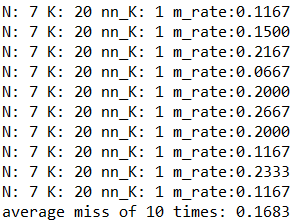 N: 7 K: 20 nn_K: 1 m_rate:0.1167
N: 7 K: 20 nn_K: 1 m_rate:0.1500
N: 7 K: 20 nn_K: 1 m_rate:0.2167
N: 7 K: 20 nn_K: 1 m_rate:0.0667
N: 7 K: 20 nn_K: 1 m_rate:0.2000
N: 7 K: 20 nn_K: 1 m_rate:0.2667
N: 7 K: 20 nn_K: 1 m_rate:0.2000
N: 7 K: 20 nn_K: 1 m_rate:0.1167
N: 7 K: 20 nn_K: 1 m_rate:0.2333
N: 7 K: 20 nn_K: 1 m_rate:0.1167
average miss of 10 times: 0.1683